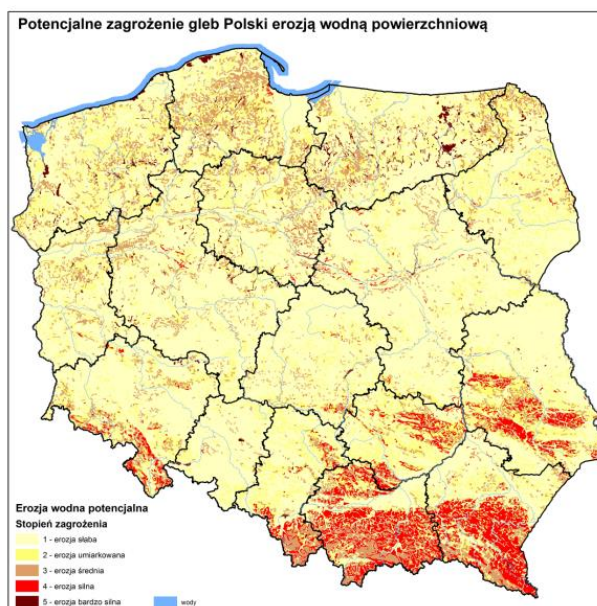 Potencjalne zagrożenie gleb Polski erozją wodną powierzchniową
Erozja wodna potencjalna
Stopień zagrożenia
1 - erozja słaba
2 - erozja umiarkowana
3 - erozja średnia
4 - erozja silna
5 - erozja bardzo silna
wody